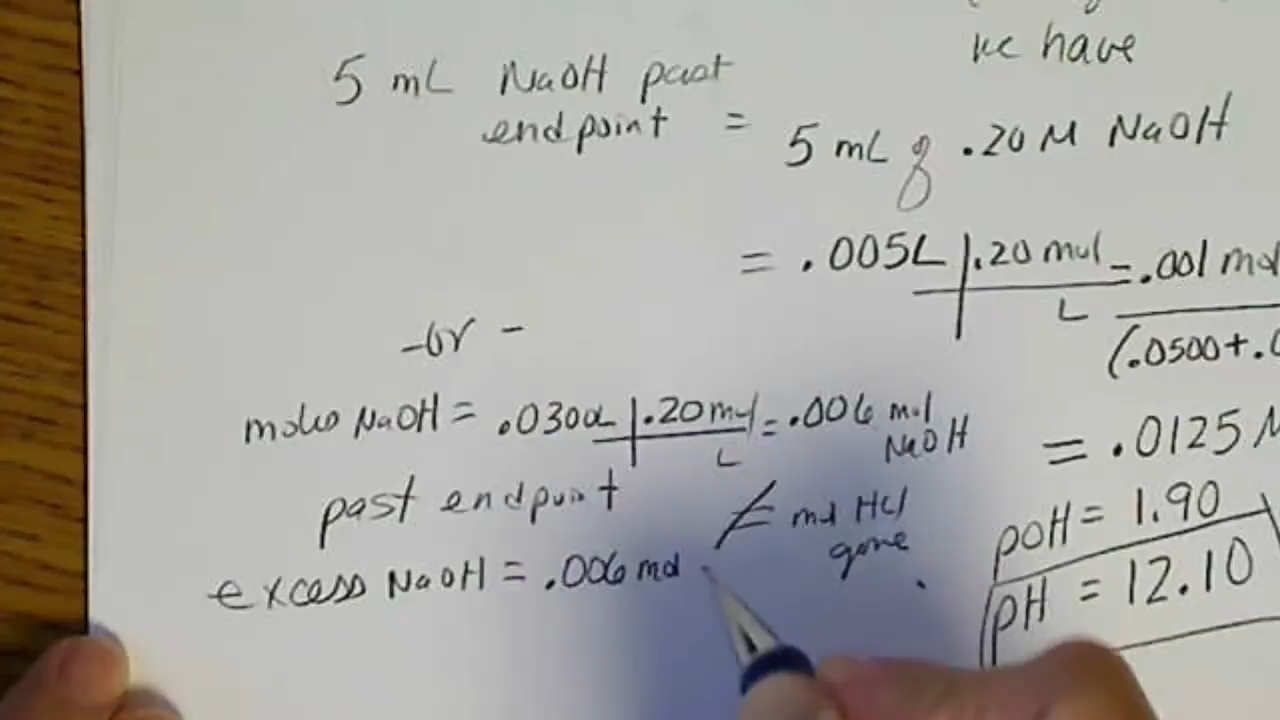 we have
5 mL NaOH past
endpoint = 5 mL of .20 M NaOH
= .005L | .20 mol = .001 mol
L (.0500+.0
-or-
moles NaOH = .0300L | .20 mol = .006 mol
L NaOH
= .0125 M
past endpoint ≠ mol HCl
gone
pOH = 1.90
excess NaOH = .006 mol
pH = 12.10